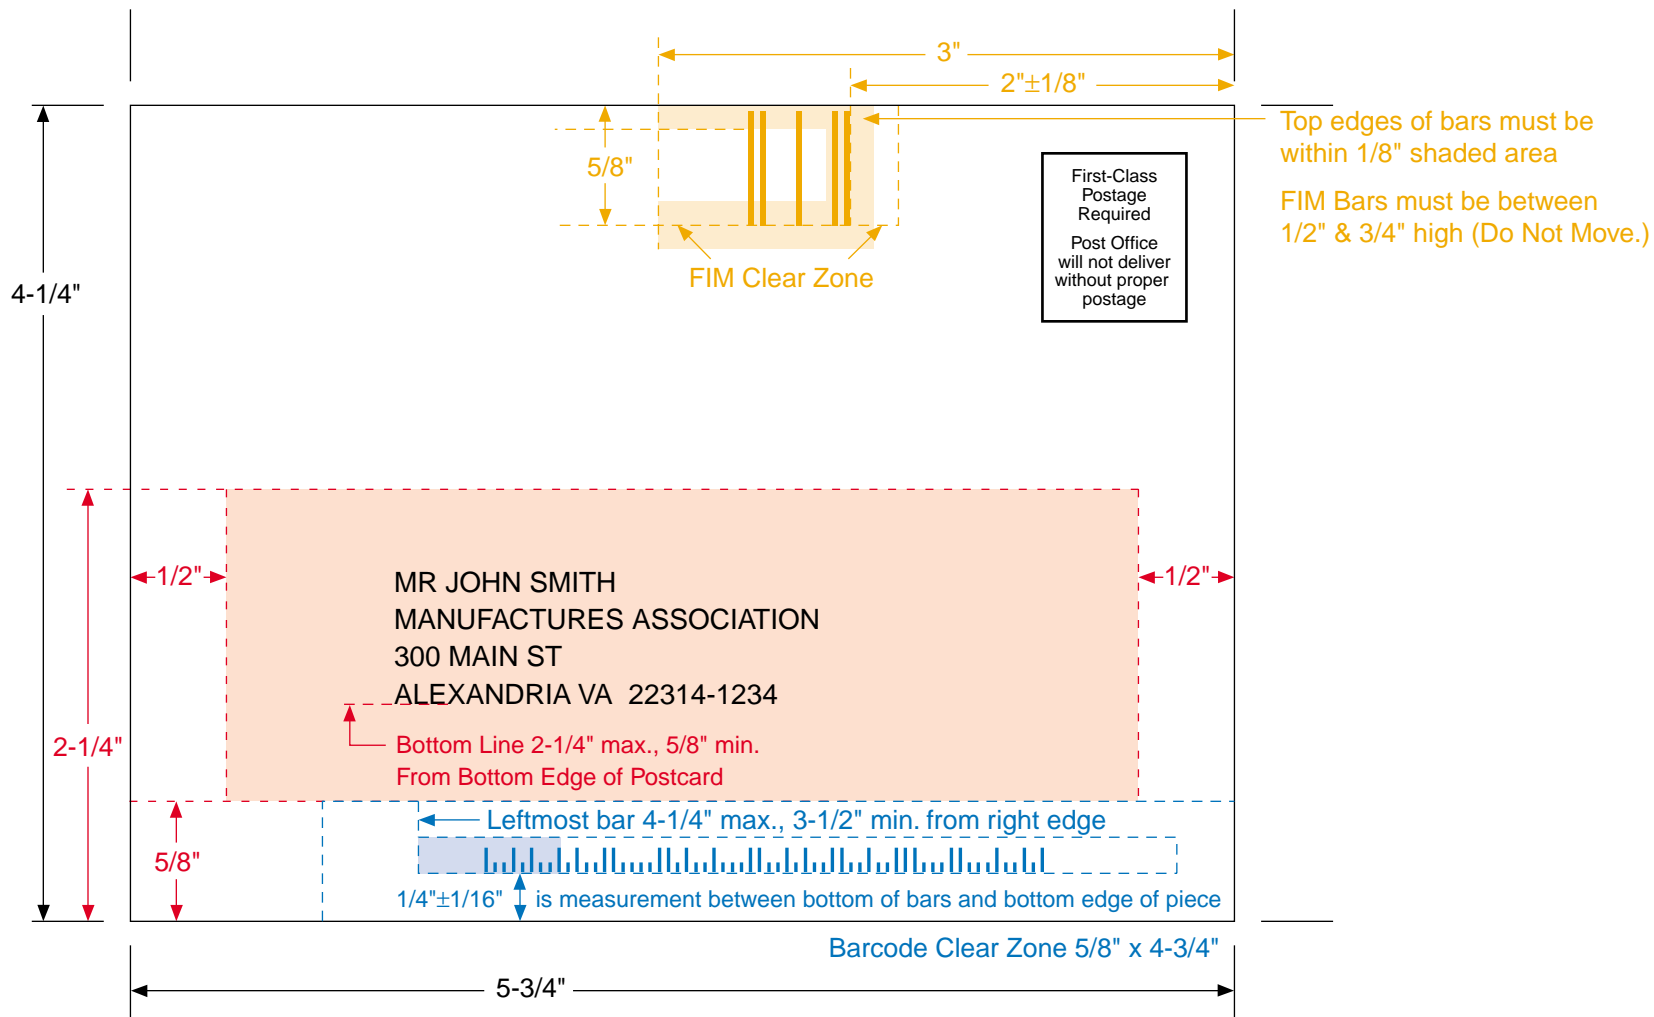 3"
2"±1/8"
Top edges of bars must be
within 1/8" shaded area
5/8"
FIM Bars must be between
1/2" & 3/4" high (Do Not Move.)
First-Class
Postage
Required
Post Office
will not deliver
without proper
postage
FIM Clear Zone
4-1/4"
1/2"
1/2"
MR JOHN SMITH
MANUFACTURES ASSOCIATION
300 MAIN ST
ALEXANDRIA VA  22314-1234
2-1/4"
Bottom Line 2-1/4" max., 5/8" min.
From Bottom Edge of Postcard
Leftmost bar 4-1/4" max., 3-1/2" min. from right edge
5/8"
1/4"±1/16" is measurement between bottom of bars and bottom edge of piece
Barcode Clear Zone 5/8" x 4-3/4"
5-3/4"